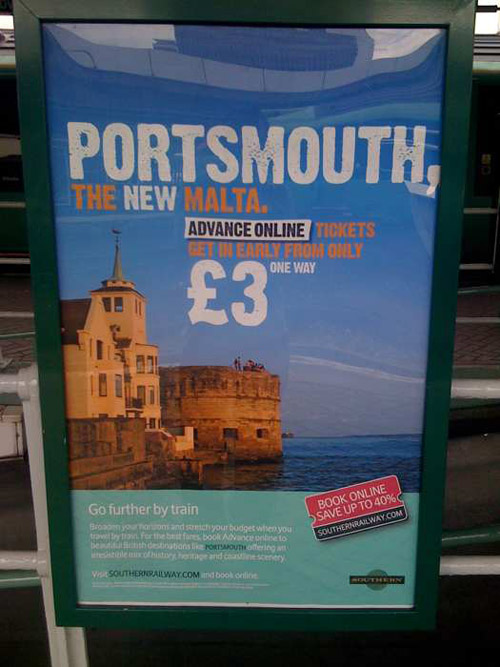 PORTSMOUTH,
THE NEW MALTA.
ADVANCE ONLINE TICKETS
GET IN EARLY FROM ONLY
£3 ONE WAY
BOOK ONLINE
SAVE UP TO 40%
SOUTHERNRAILWAY.COM
Go further by train
Broaden your horizons and stretch your budget when you
travel by train. For the best fares, book Advance online to
beautiful British destinations like PORTSMOUTH offering an
irresistible mix of history, heritage and coastline scenery.
Visit SOUTHERNRAILWAY.COM and book online.
SOUTHERN